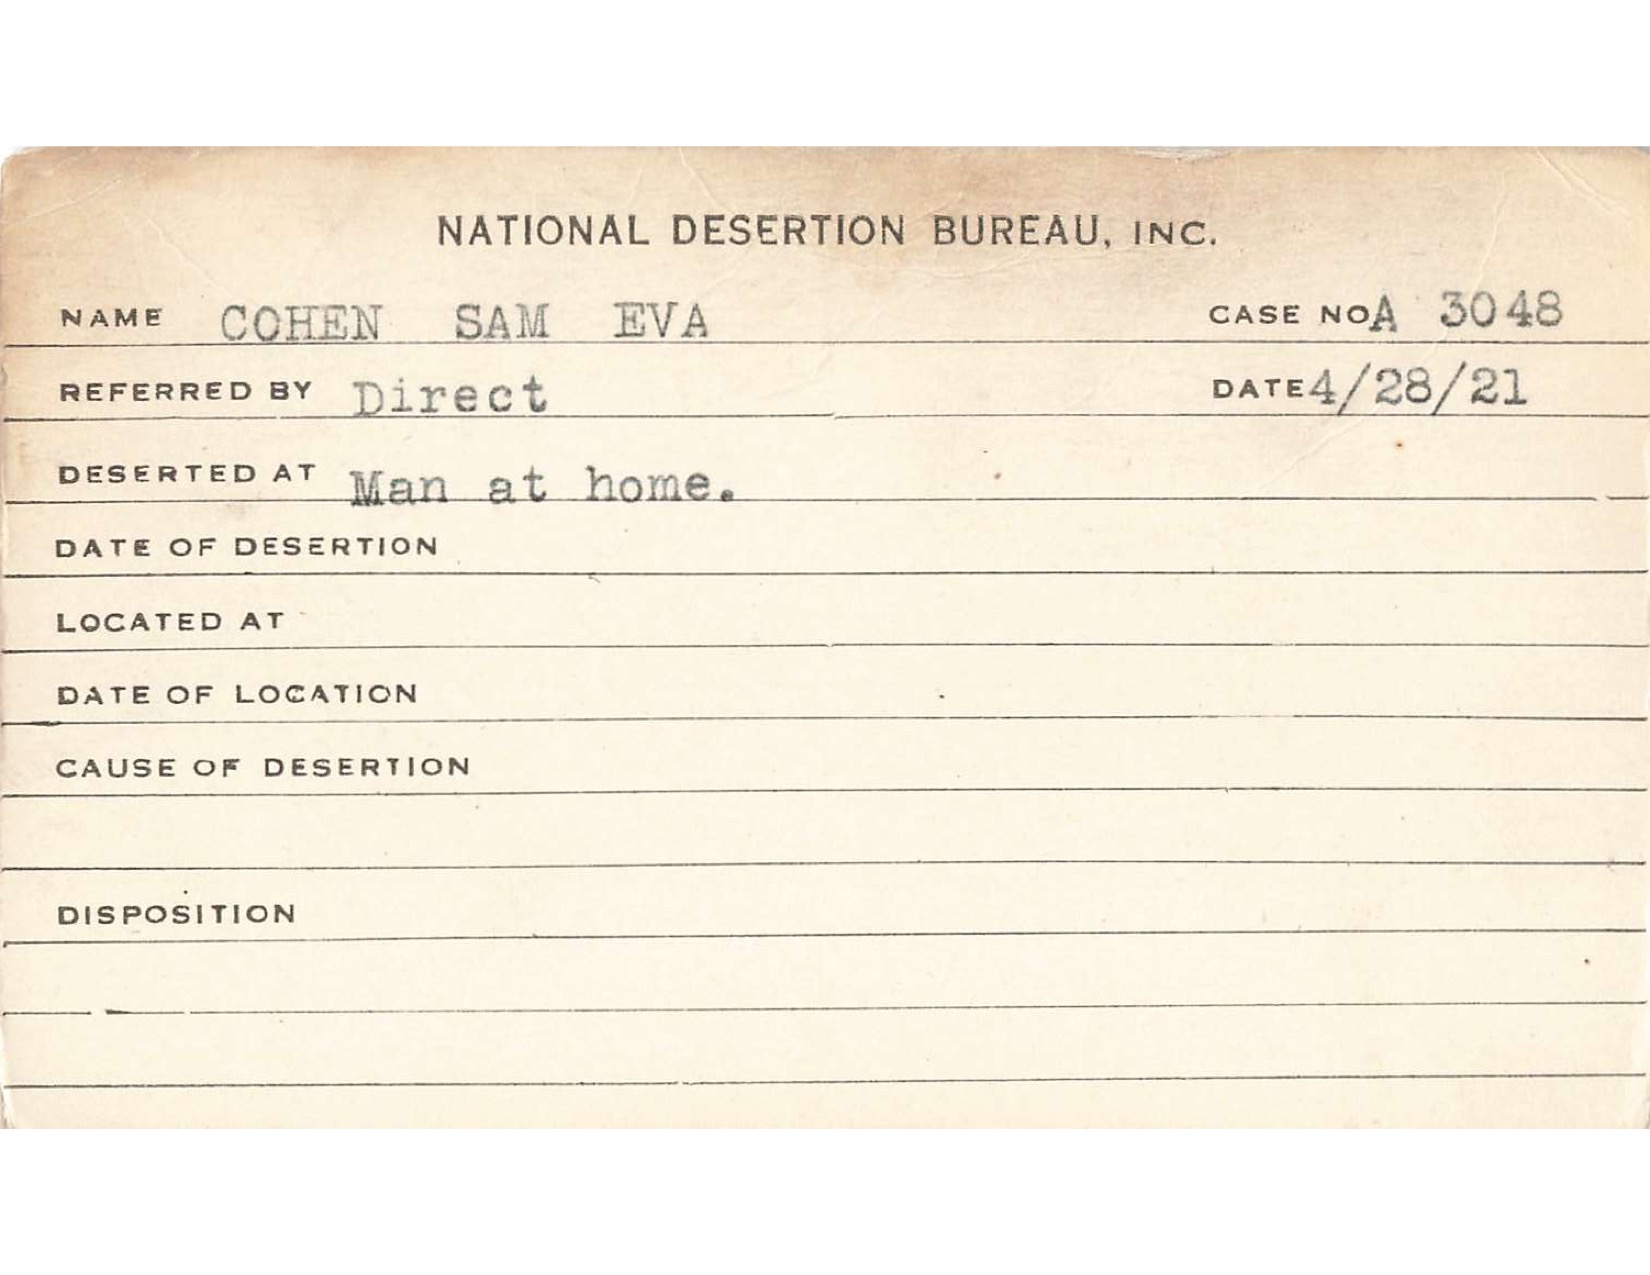 NATIONAL DESERTION BUREAU, INC.
NAME COHEN SAM EVA CASE NO. A 3048
REFERRED BY Direct DATE 4/28/21
DESERTED AT Man at home.
DATE OF DESERTION
LOCATED AT
DATE OF LOCATION
CAUSE OF DESERTION
DISPOSITION